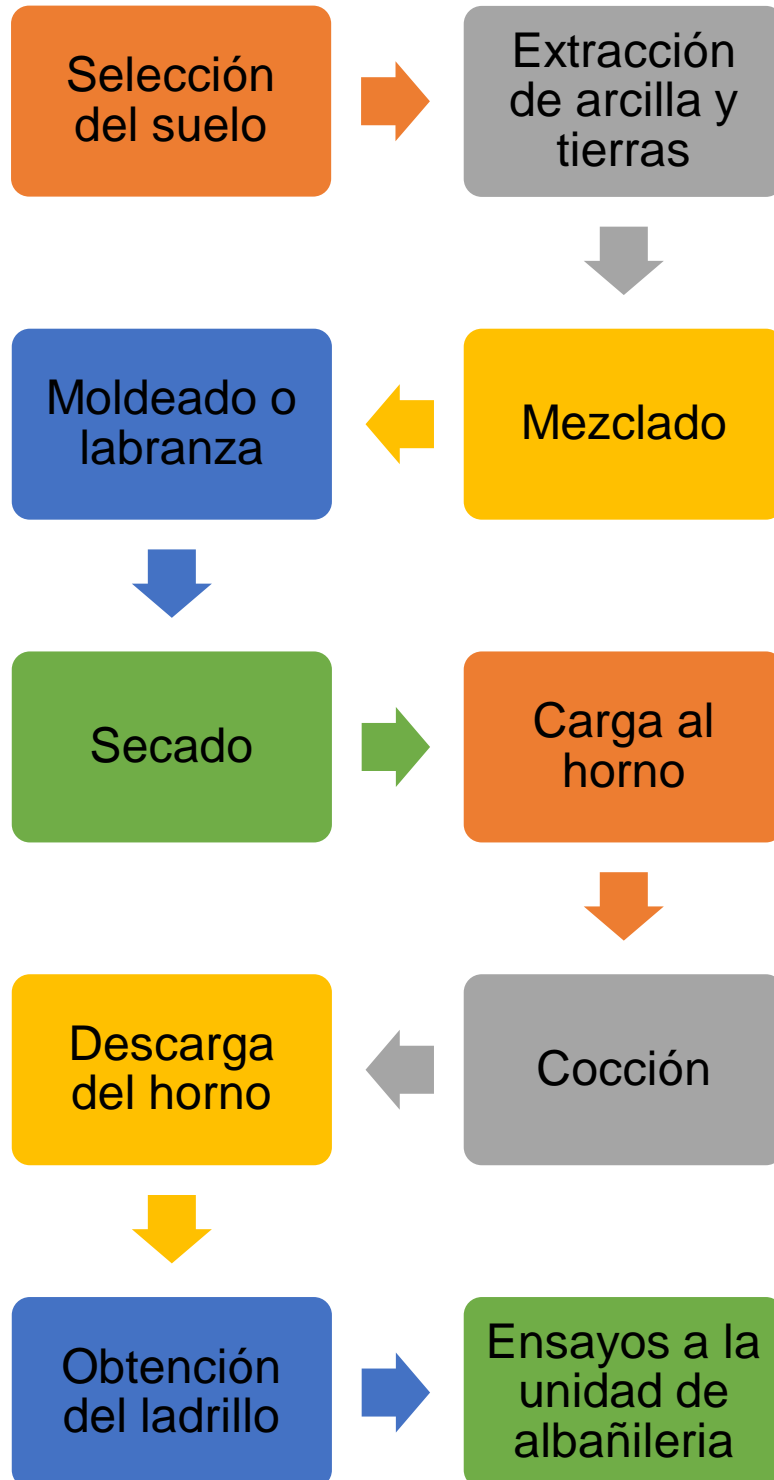 Selección
del suelo
Extracción
de arcilla y
tierras
Mezclado
Moldeado o
labranza
Secado
Carga al
horno
Cocción
Descarga
del horno
Obtención
del ladrillo
Ensayos a la
unidad de
albañileria